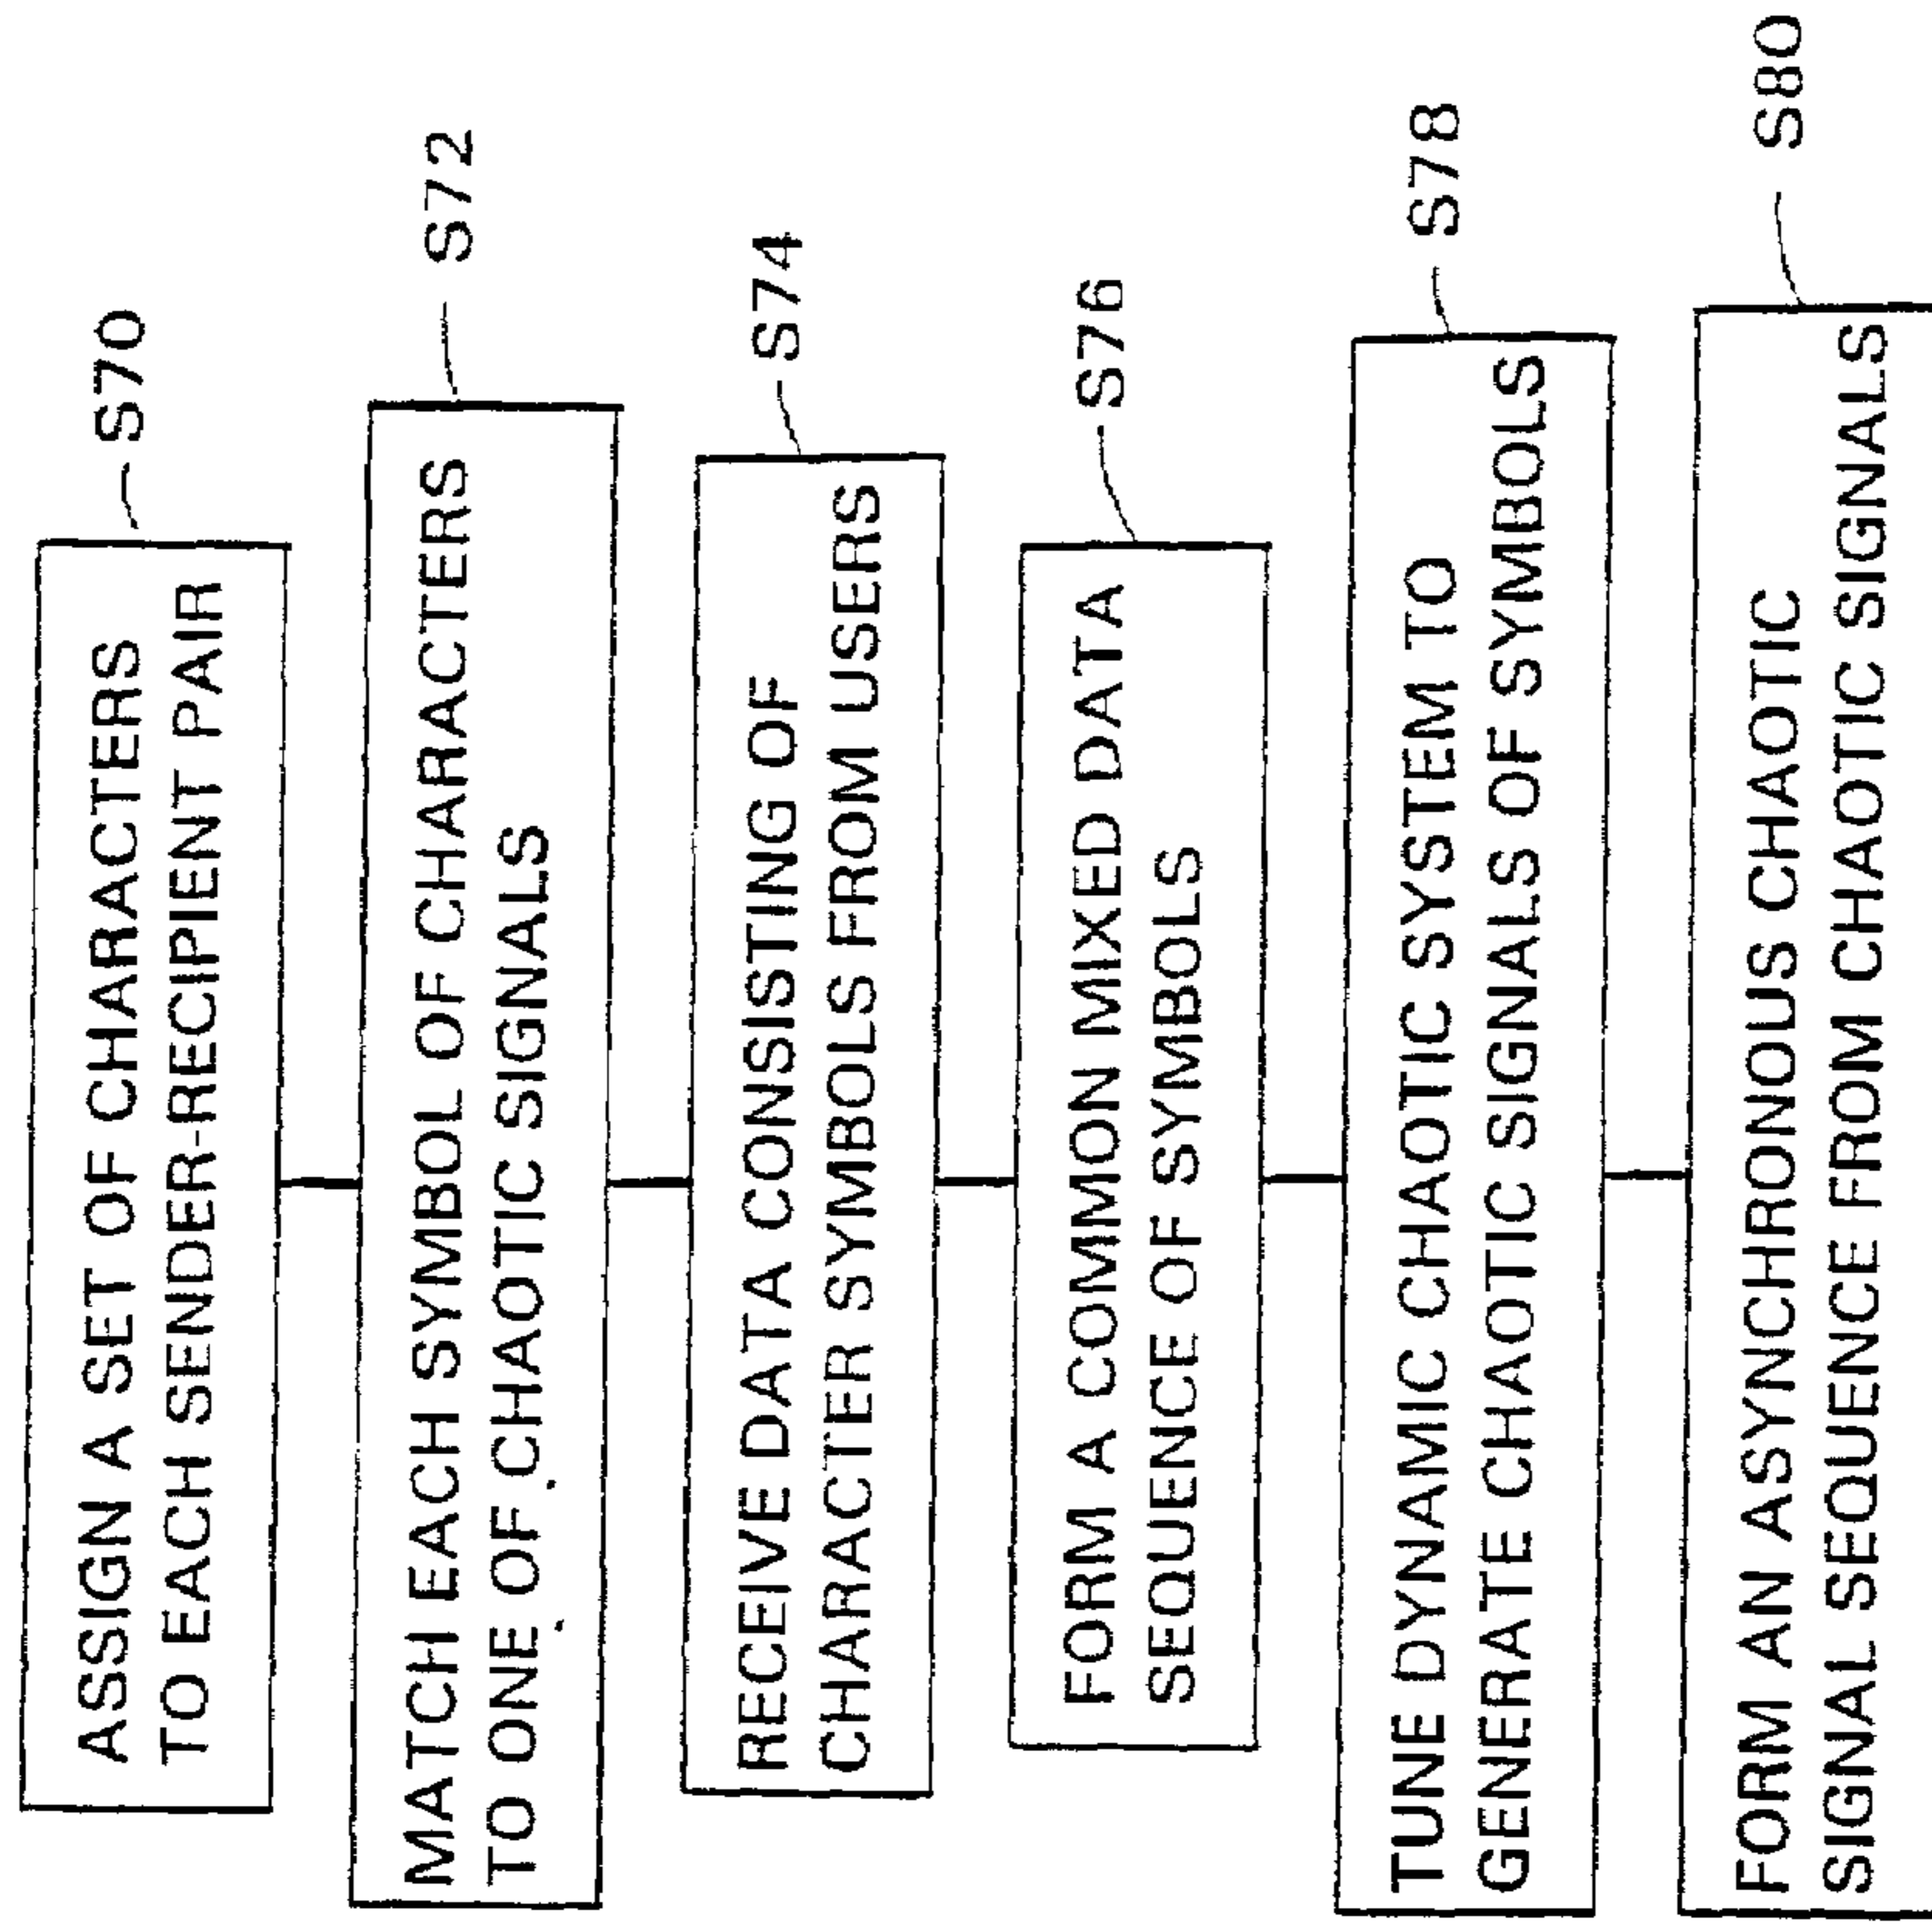 ASSIGN A SET OF CHARACTERS
TO EACH SENDER-RECIPIENT PAIR
S70
MATCH EACH SYMBOL OF CHARACTERS
TO ONE OF CHAOTIC SIGNALS
S72
RECEIVE DATA CONSISTING OF
CHARACTER SYMBOLS FROM USERS
S74
FORM A COMMON MIXED DATA
SEQUENCE OF SYMBOLS
S76
TUNE DYNAMIC CHAOTIC SYSTEM TO
GENERATE CHAOTIC SIGNALS OF SYMBOLS
S78
FORM AN ASYNCHRONOUS CHAOTIC
SIGNAL SEQUENCE FROM CHAOTIC SIGNALS
S80